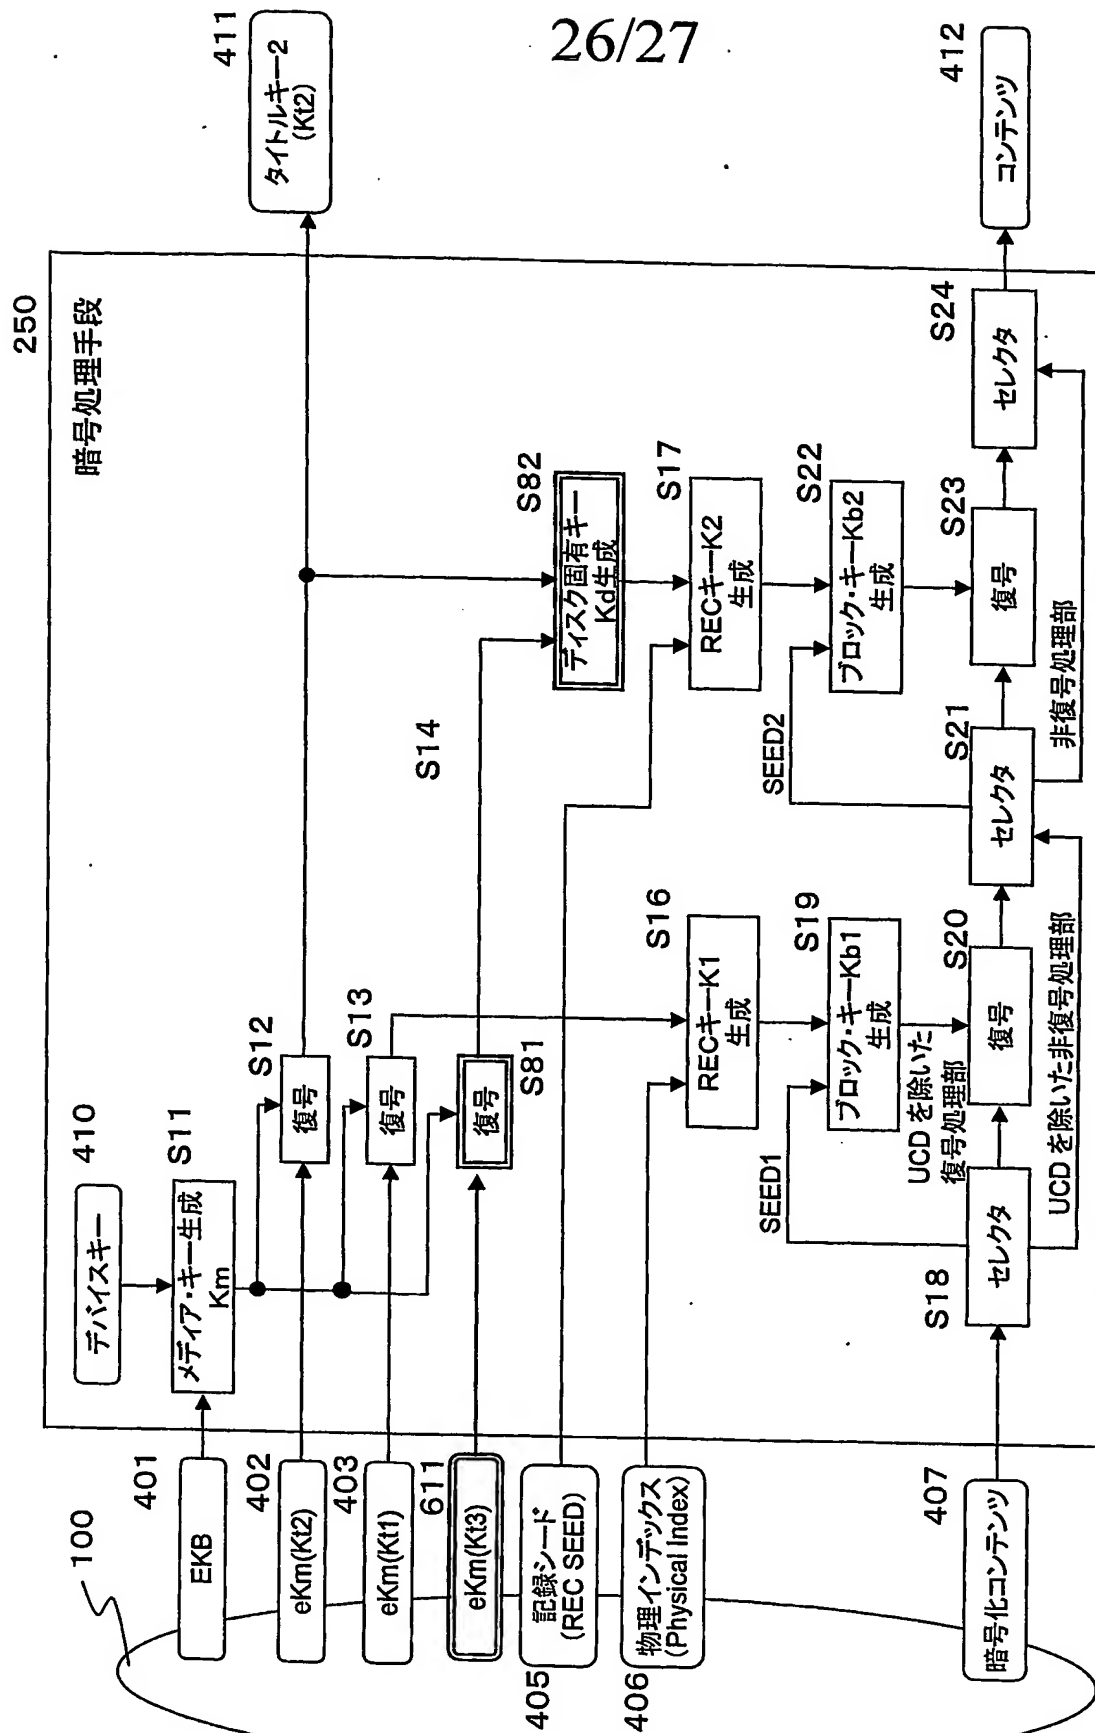 26/27
250
暗号処理手段
100
401
EKB
402
eKm(Kt2)
403
eKm(Kt1)
611
eKm(Kt3)
405
記録シード
(REC SEED)
406
物理インデックス
(Physical Index)
407
暗号化コンテンツ
410
デバイスキー
S11
メディア・キー生成
Km
S12
復号
S13
復号
S81
復号
S14
S82
ディスク固有キー
Kd生成
411
タイトルキー2
(Kt2)
S16
RECキーK1
生成
S17
RECキーK2
生成
S19
ブロック・キーKb1
生成
S22
ブロック・キーKb2
生成
SEED1
SEED2
UCDを除いた
復号処理部
S18
セレクタ
S20
復号
S21
セレクタ
S23
復号
S24
セレクタ
412
コンテンツ
UCDを除いた非復号処理部
非復号処理部